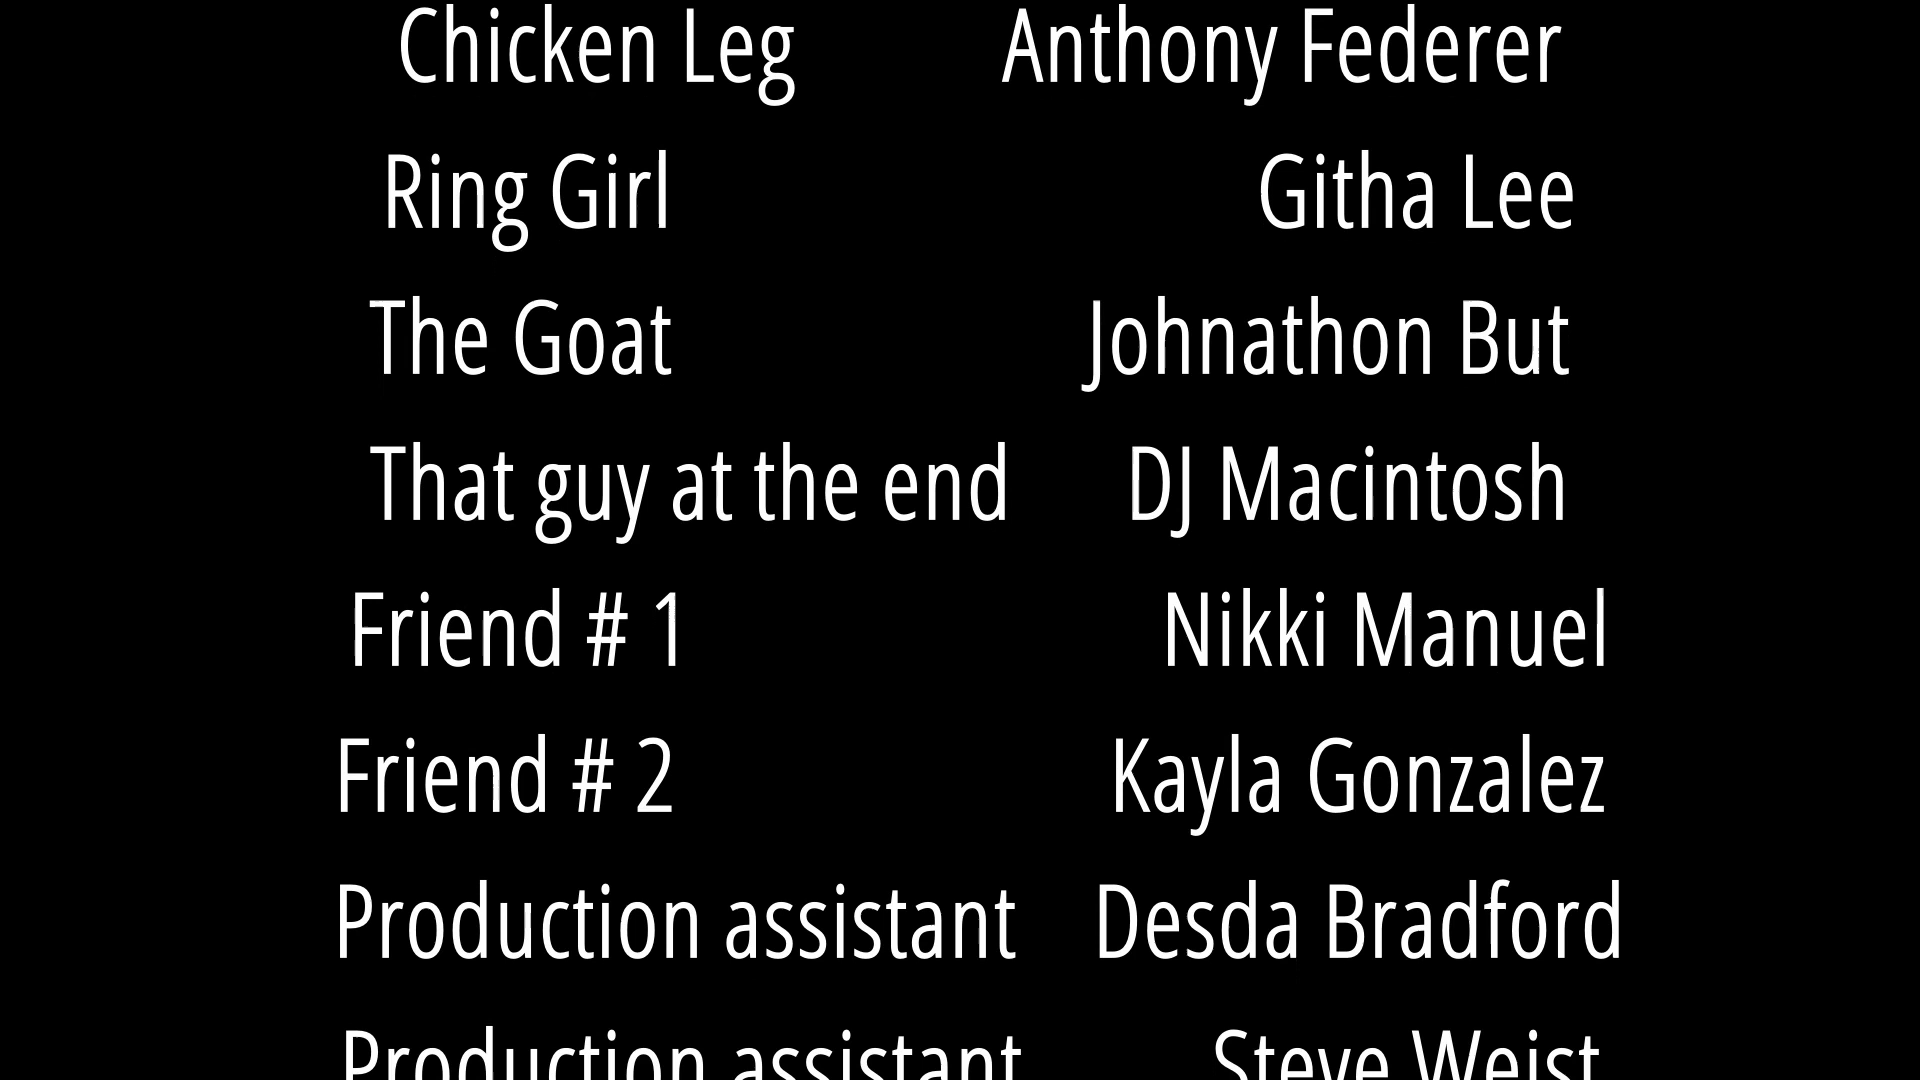 Chicken Leg Anthony Federer
Ring Girl Githa Lee
The Goat Johnathon But
That guy at the end DJ Macintosh
Friend # 1 Nikki Manuel
Friend # 2 Kayla Gonzalez
Production assistant Desda Bradford
Production assistant Steve Weist